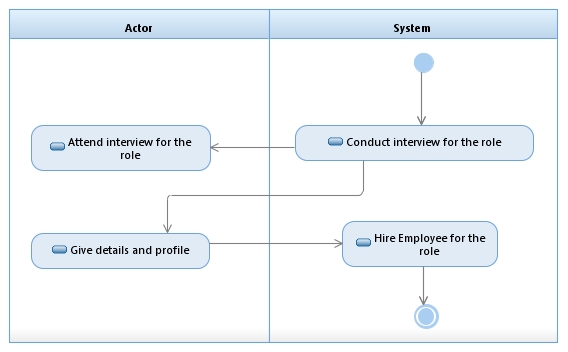 Actor
System
Conduct interview for the role
Attend interview for the
role
Give details and profile
Hire Employee for the
role